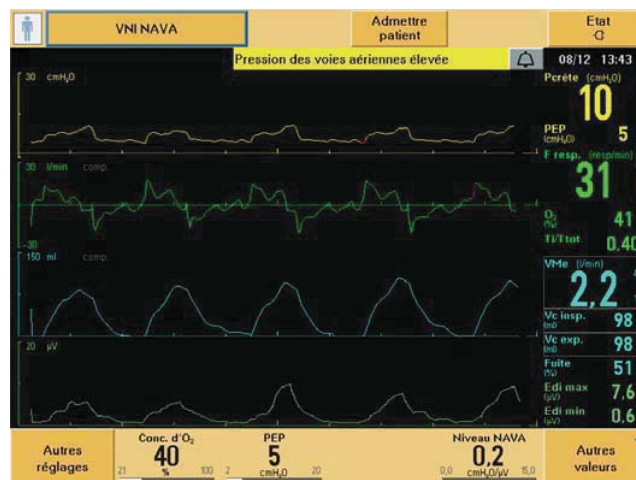 VNI NAVA
Admettre
patient
Etat
Pression des voies aériennes élevée
08/12 13:43
30 cmH₂O
Pcrête (cmH₂O)
10
PEP
(cmH₂O)
5
30 l/min comp.
-30
F resp. (resp/min)
31
O₂
(%)
41
Ti/Ttot
0,40
150 ml comp.
VMe (l/min)
2,2
Vc insp.
(ml)
98
Vc exp.
(ml)
98
20 µV
Fuite
(%)
51
Edi max
(µV)
7,6
Edi min
(µV)
0,6
Autres
réglages
Conc. d'O₂
40
21 % 100
PEP
5
2 cmH₂O 20
Niveau NAVA
0,2
0,0 cmH₂O/µV 15,0
Autres
valeurs